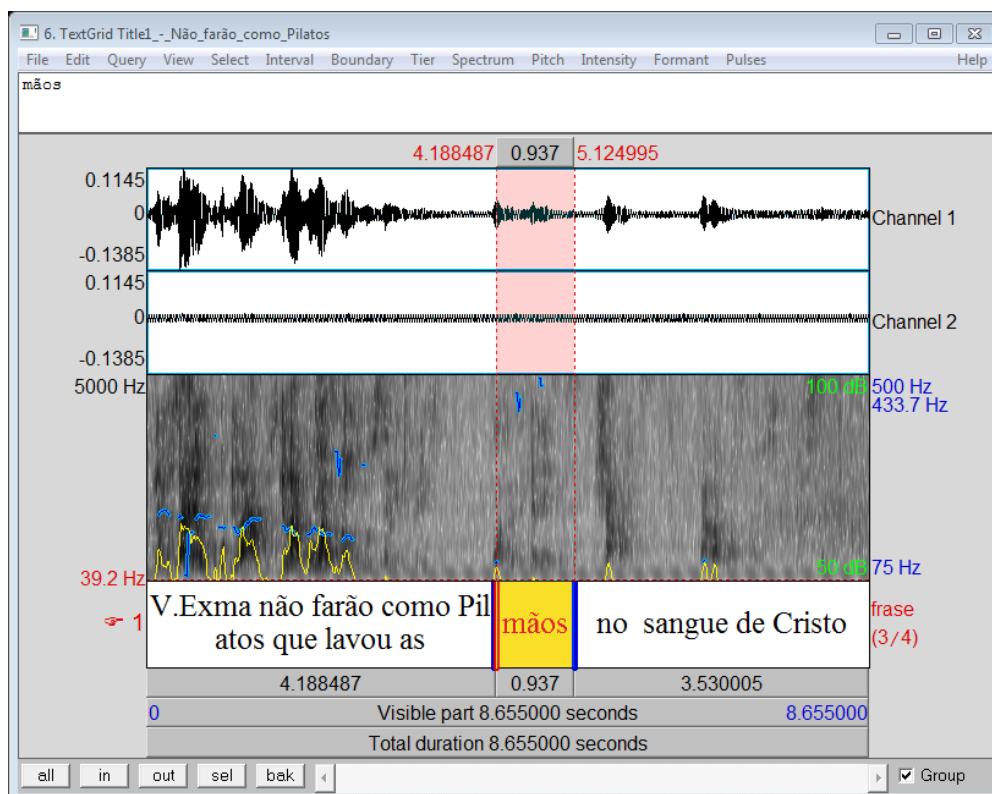 6. TextGrid Title1_-_Não_farão_como_Pilatos
File Edit Query View Select Interval Boundary Tier Spectrum Pitch Intensity Formant Pulses Help
mãos
4.188487 0.937 5.124995
0.1145
0
-0.1385
Channel 1
0.1145
0
-0.1385
Channel 2
5000 Hz 100 dB 500 Hz
433.7 Hz
39.2 Hz 50 dB 75 Hz
☞ 1
V.Exma não farão como Pil
atos que lavou as
mãos
no sangue de Cristo
frase
(3/4)
4.188487 0.937 3.530005
0 Visible part 8.655000 seconds 8.655000
Total duration 8.655000 seconds
all in out sel bak Group